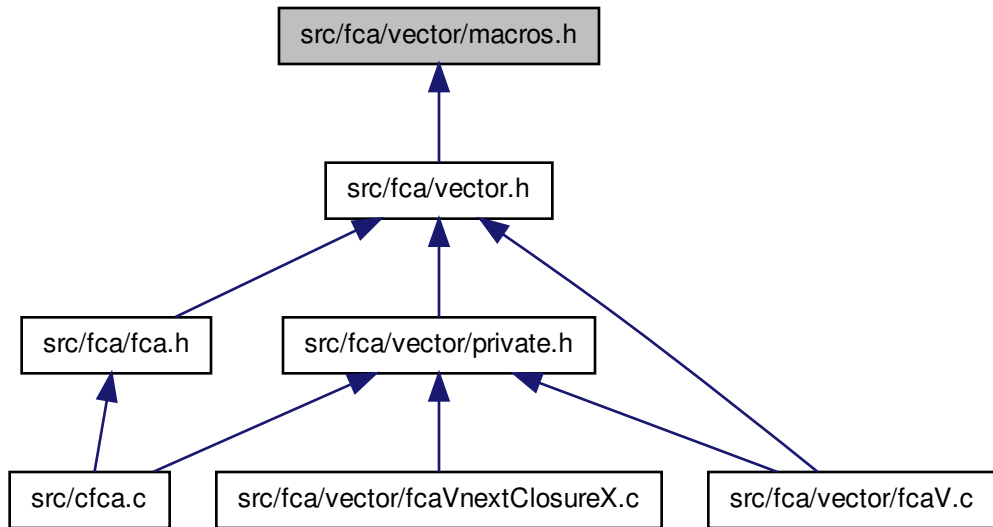 src/fca/vector/macros.h
src/fca/vector.h
src/fca/fca.h
src/fca/vector/private.h
src/cfca.c
src/fca/vector/fcaVnextClosureX.c
src/fca/vector/fcaV.c